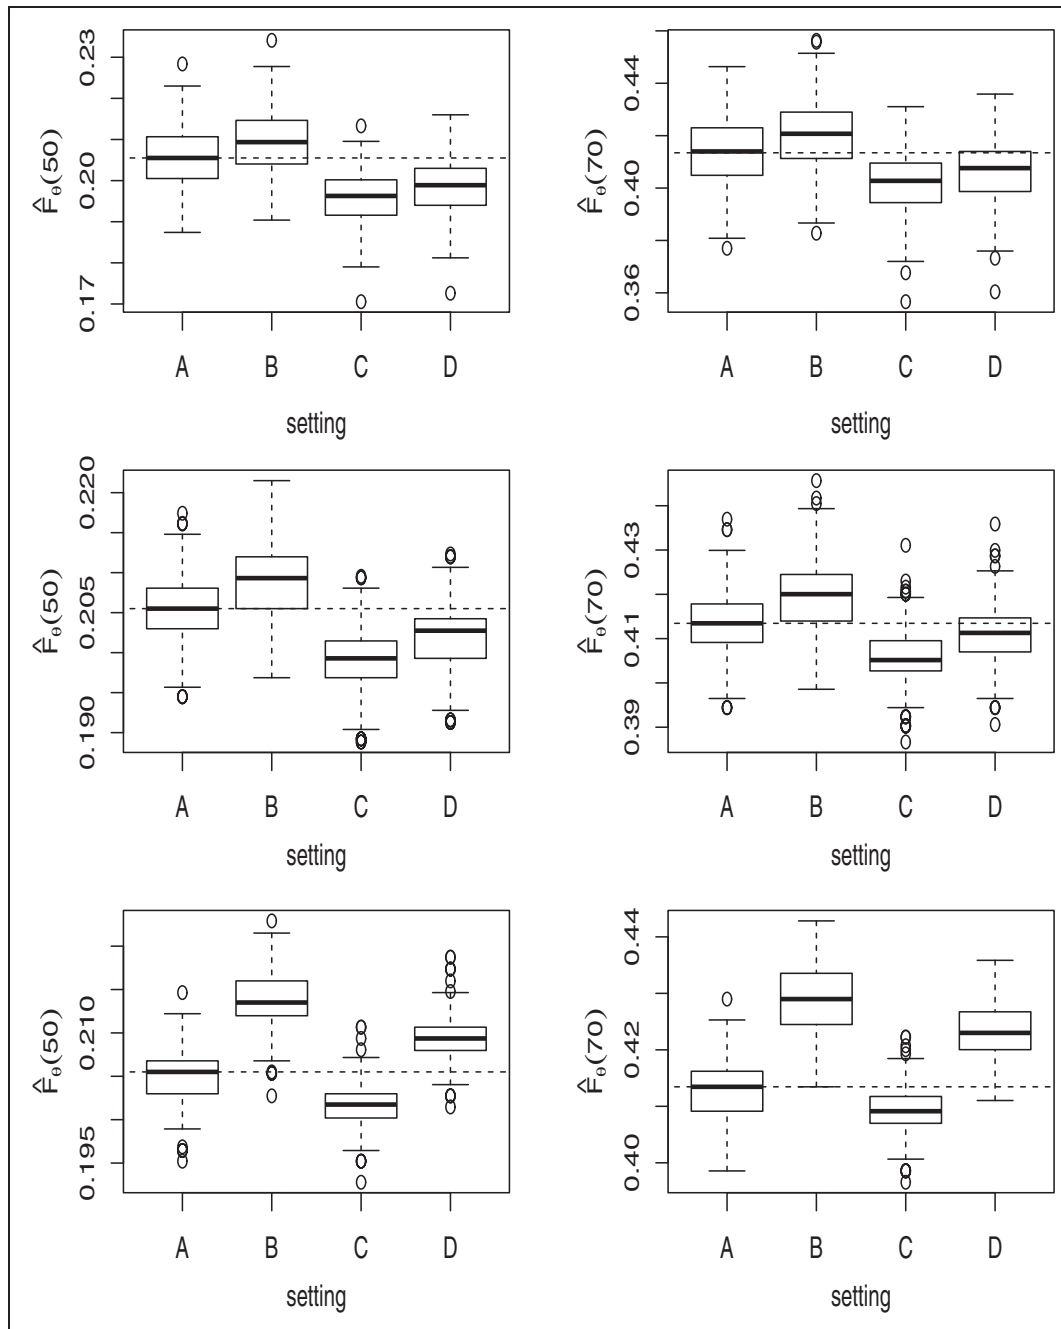 F̂θ(50)
0.17 0.20 0.23
A B C D
setting
F̂θ(70)
0.36 0.40 0.44
A B C D
setting
F̂θ(50)
0.190 0.205 0.220
A B C D
setting
F̂θ(70)
0.39 0.41 0.43
A B C D
setting
F̂θ(50)
0.195 0.210
A B C D
setting
F̂θ(70)
0.40 0.42 0.44
A B C D
setting